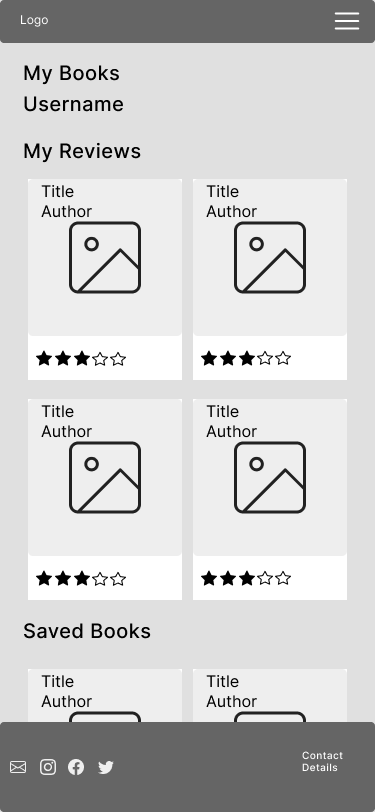 Logo
My Books
Username
My Reviews
Title
Author
Title
Author
Title
Author
Title
Author
Saved Books
Title
Author
Title
Author
Contact
Details